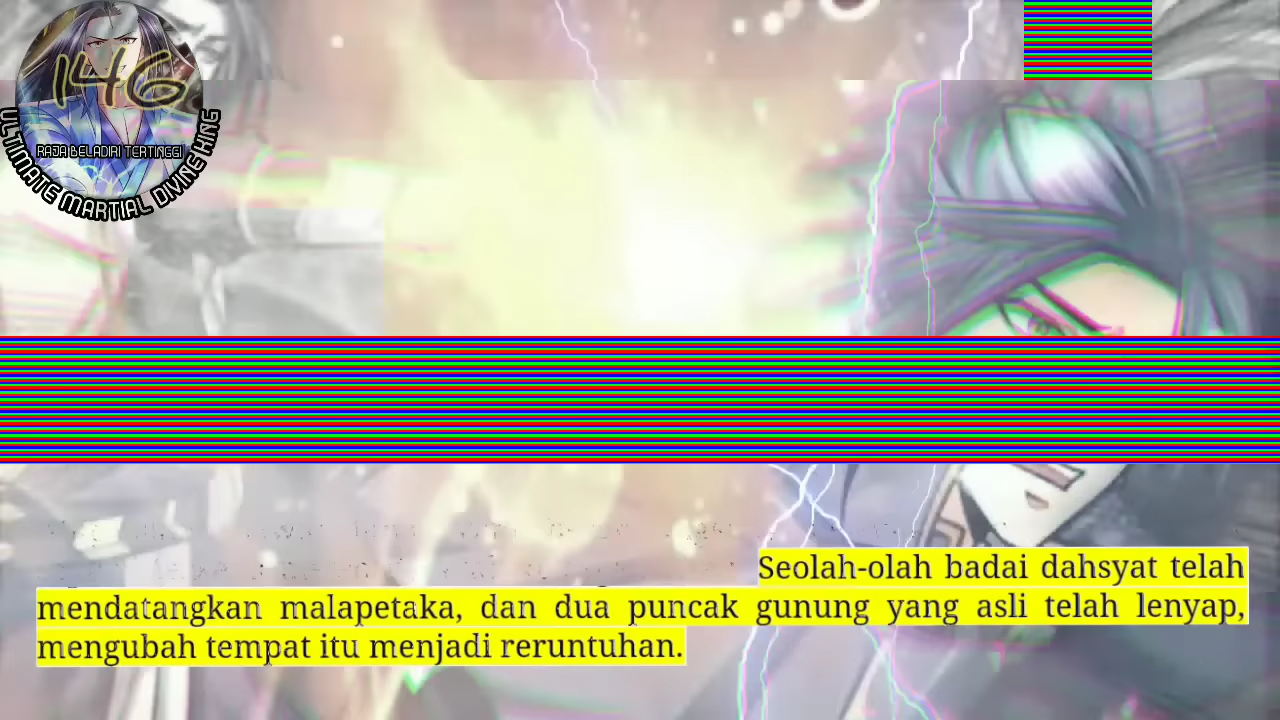 146
RAJA BELADIRI TERTINGGI
ULTIMATE MARTIAL DIVINE KING
Seolah-olah badai dahsyat telah
mendatangkan malapetaka, dan dua puncak gunung yang asli telah lenyap,
mengubah tempat itu menjadi reruntuhan.